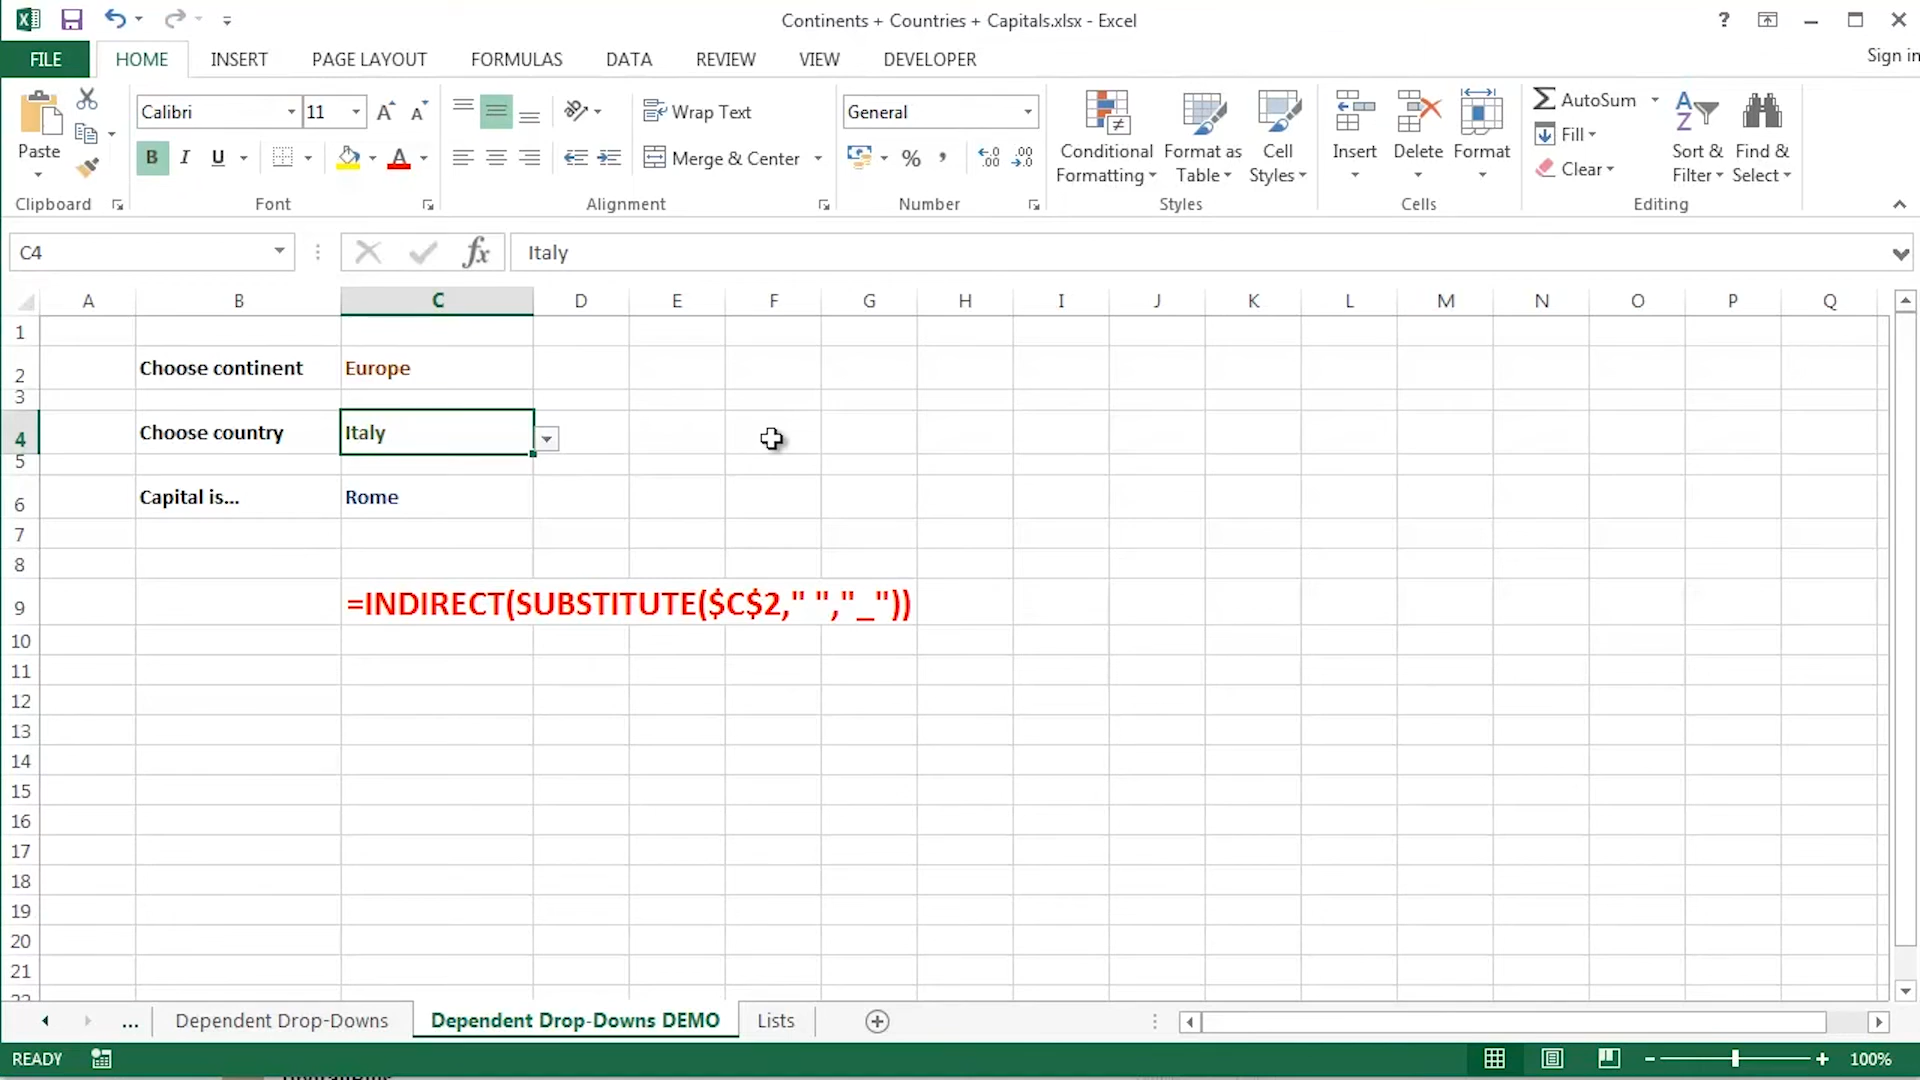 Continents + Countries + Capitals.xlsx - Excel
?
FILE HOME INSERT PAGE LAYOUT FORMULAS DATA REVIEW VIEW DEVELOPER
Sign in
Paste
Clipboard
Calibri 11
B I U
Font
Wrap Text
Merge & Center
Alignment
General
%
Number
Conditional Formatting
Format as Table
Cell Styles
Styles
Insert
Delete
Format
Cells
AutoSum
Fill
Clear
Sort & Filter
Find & Select
Editing
C4
fx
Italy
A B C D E F G H I J K L M N O P Q
1
2 Choose continent Europe
3
4 Choose country Italy
5
6 Capital is... Rome
7
8
9 =INDIRECT(SUBSTITUTE($C$2," ","_"))
10
11
12
13
14
15
16
17
18
19
20
21
... Dependent Drop-Downs Dependent Drop-Downs DEMO Lists
READY
100%